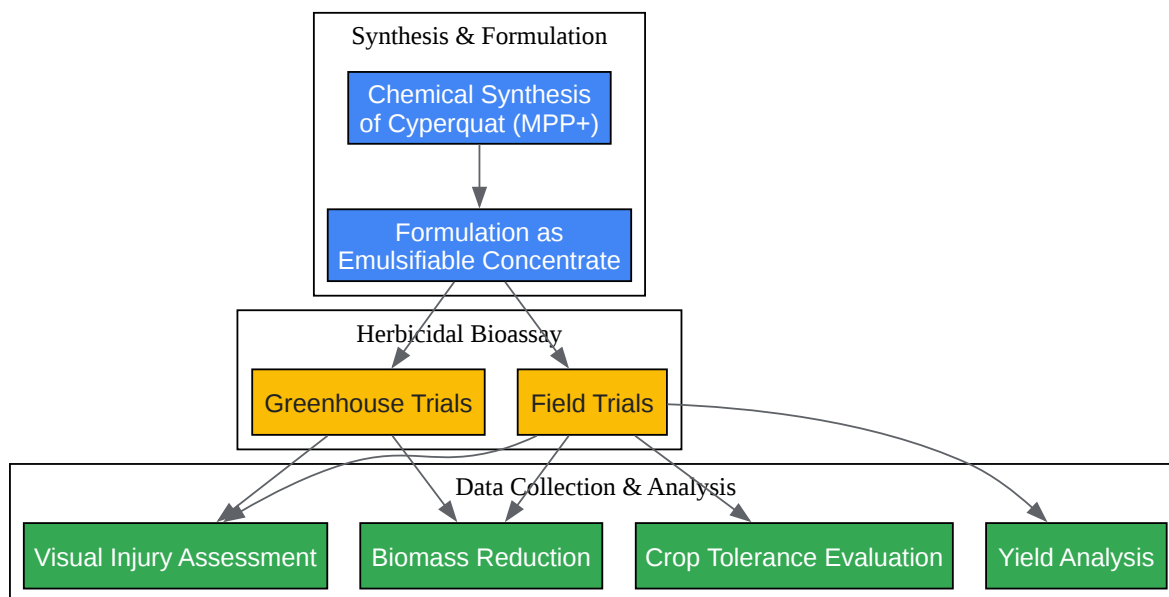 Synthesis & Formulation
Chemical Synthesis
of Cyperquat (MPP+)
Formulation as
Emulsifiable Concentrate
Herbicidal Bioassay
Greenhouse Trials
Field Trials
Data Collection & Analysis
Visual Injury Assessment
Biomass Reduction
Crop Tolerance Evaluation
Yield Analysis